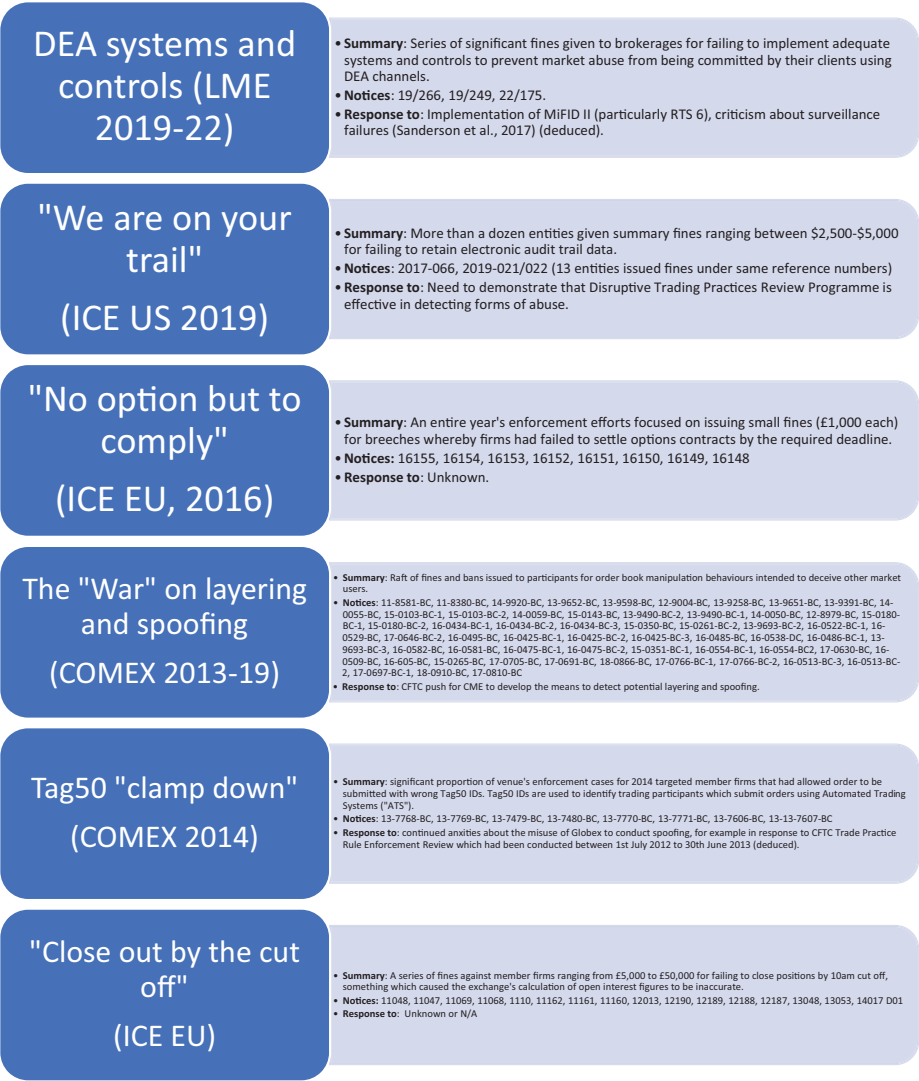 DEA systems and
controls (LME
2019-22)
• Summary: Series of significant fines given to brokerages for failing to implement adequate
systems and controls to prevent market abuse from being committed by their clients using
DEA channels.
• Notices: 19/266, 19/249, 22/175.
• Response to: Implementation of MiFID II (particularly RTS 6), criticism about surveillance
failures (Sanderson et al., 2017) (deduced).
"We are on your
trail"
(ICE US 2019)
• Summary: More than a dozen entities given summary fines ranging between $2,500-$5,000
for failing to retain electronic audit trail data.
• Notices: 2017-066, 2019-021/022 (13 entities issued fines under same reference numbers)
• Response to: Need to demonstrate that Disruptive Trading Practices Review Programme is
effective in detecting forms of abuse.
"No option but to
comply"
(ICE EU, 2016)
• Summary: An entire year's enforcement efforts focused on issuing small fines (£1,000 each)
for breeches whereby firms had failed to settle options contracts by the required deadline.
• Notices: 16155, 16154, 16153, 16152, 16151, 16150, 16149, 16148
• Response to: Unknown.
The "War" on layering
and spoofing
(COMEX 2013-19)
• Summary: Raft of fines and bans issued to participants for order book manipulation behaviours intended to deceive other market
users.
• Notices: 11-8581-BC, 11-8380-BC, 14-9920-BC, 13-9652-BC, 13-9598-BC, 12-9004-BC, 13-9258-BC, 13-9651-BC, 13-9391-BC, 14-
0055-BC, 15-0103-BC-1, 15-0103-BC-2, 14-0059-BC, 15-0143-BC, 13-9490-BC-2, 13-9490-BC-1, 14-0050-BC, 12-8979-BC, 15-0180-
BC-1, 15-0180-BC-2, 16-0434-BC-1, 16-0434-BC-2, 16-0434-BC-3, 15-0350-BC, 15-0261-BC-2, 13-9693-BC-2, 16-0522-BC-1, 16-
0529-BC, 17-0646-BC-2, 16-0495-BC, 16-0425-BC-1, 16-0425-BC-2, 16-0425-BC-3, 16-0485-BC, 16-0538-DC, 16-0486-BC-1, 13-
9693-BC-3, 16-0582-BC, 16-0581-BC, 16-0475-BC-1, 16-0475-BC-2, 15-0351-BC-1, 16-0554-BC-1, 16-0554-BC2, 17-0630-BC, 16-
0509-BC, 16-605-BC, 15-0265-BC, 17-0705-BC, 17-0691-BC, 18-0866-BC, 17-0766-BC-1, 17-0766-BC-2, 16-0513-BC-3, 16-0513-BC-
2, 17-0697-BC-1, 18-0910-BC, 17-0810-BC
• Response to: CFTC push for CME to develop the means to detect potential layering and spoofing.
Tag50 "clamp down"
(COMEX 2014)
• Summary: significant proportion of venue's enforcement cases for 2014 targeted member firms that had allowed order to be
submitted with wrong Tag50 IDs. Tag50 IDs are used to identify trading participants which submit orders using Automated Trading
Systems ("ATS").
• Notices: 13-7768-BC, 13-7769-BC, 13-7479-BC, 13-7480-BC, 13-7770-BC, 13-7771-BC, 13-7606-BC, 13-13-7607-BC
• Response to: continued anxities about the misuse of Globex to conduct spoofing, for example in response to CFTC Trade Practice
Rule Enforcement Review which had been conducted between 1st July 2012 to 30th June 2013 (deduced).
"Close out by the cut
off"
(ICE EU)
• Summary: A series of fines against member firms ranging from £5,000 to £50,000 for failing to close positions by 10am cut off,
something which caused the exchange's calculation of open interest figures to be inaccurate.
• Notices: 11048, 11047, 11069, 11068, 1110, 11162, 11161, 11160, 12013, 12190, 12189, 12188, 12187, 13048, 13053, 14017 D01
• Response to: Unknown or N/A